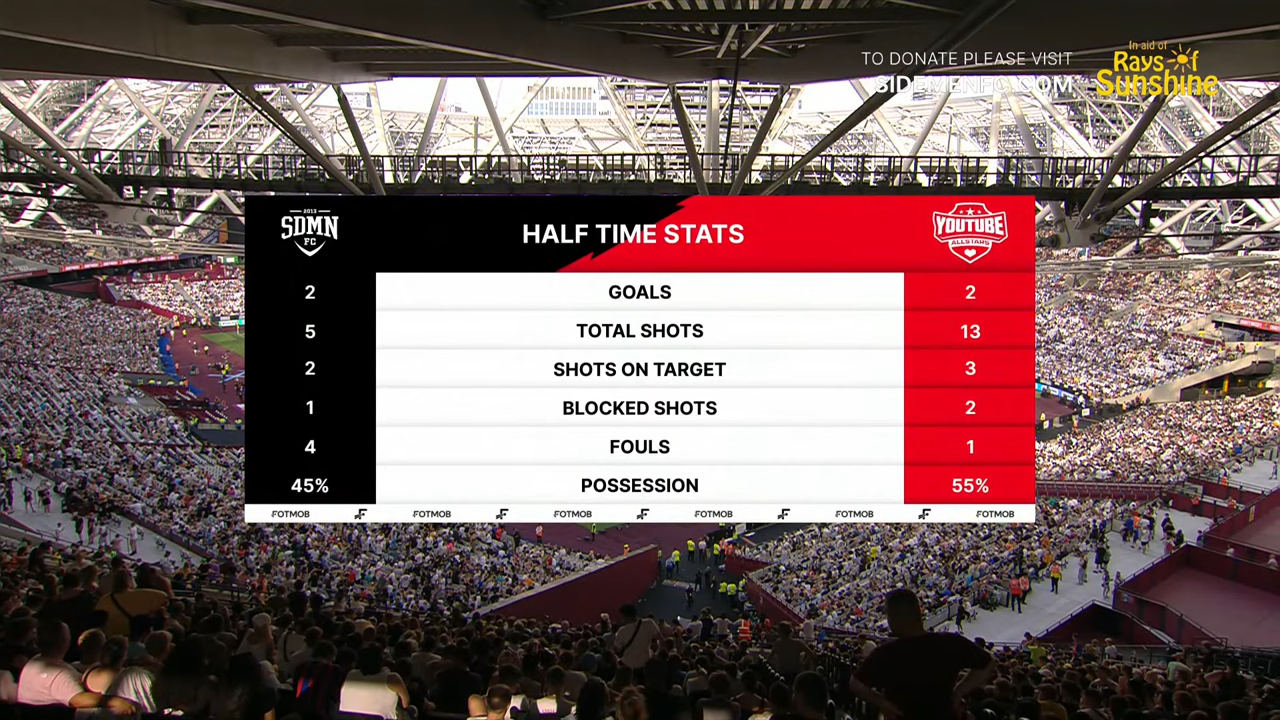 TO DONATE PLEASE VISIT
SIDEMENFC.COM
In aid of
Rays of
Sunshine
2013
SDMN
FC
HALF TIME STATS
YOUTUBE
ALLSTARS
2 GOALS 2
5 TOTAL SHOTS 13
2 SHOTS ON TARGET 3
1 BLOCKED SHOTS 2
4 FOULS 1
45% POSSESSION 55%
FOTMOB FOTMOB FOTMOB FOTMOB FOTMOB FOTMOB